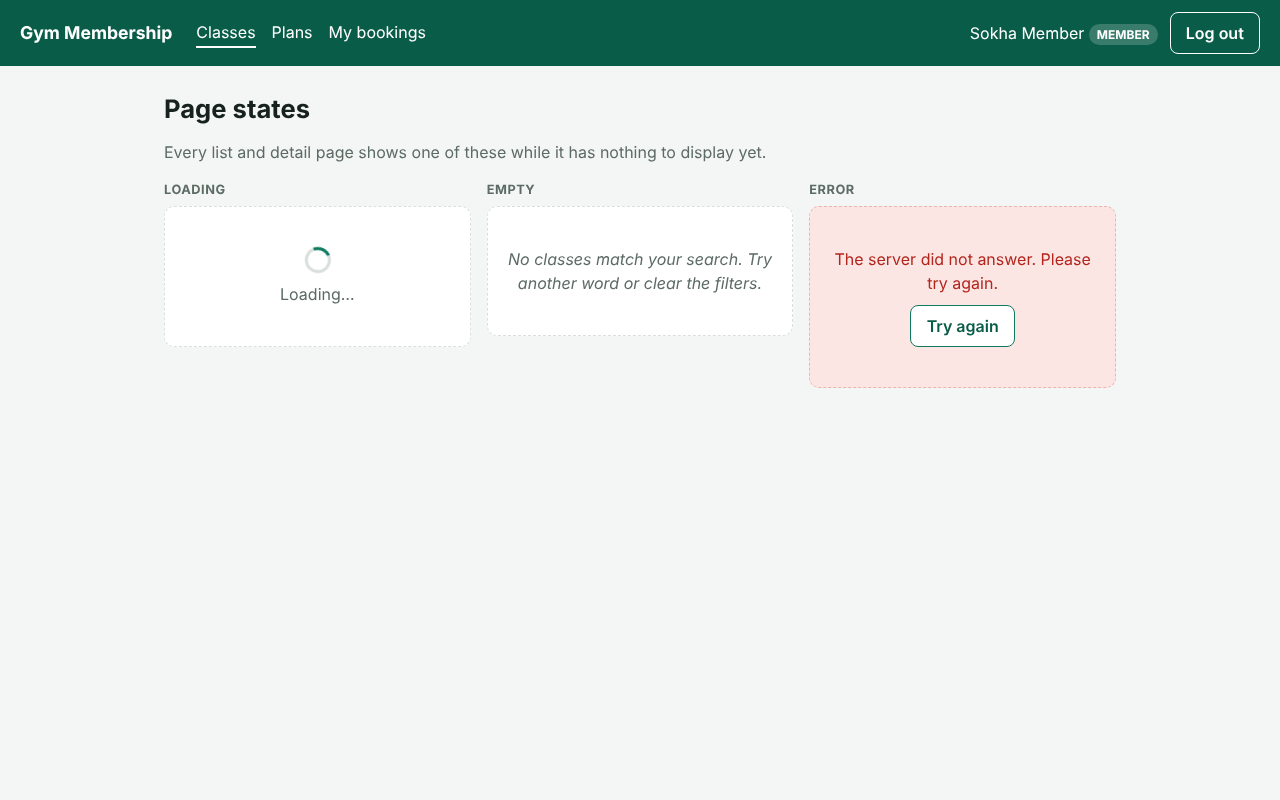 Gym Membership
Classes
Plans
My bookings
Sokha Member
MEMBER
Log out
Page states
Every list and detail page shows one of these while it has nothing to display yet.
LOADING
Loading...
EMPTY
No classes match your search. Try
another word or clear the filters.
ERROR
The server did not answer. Please
try again.
Try again